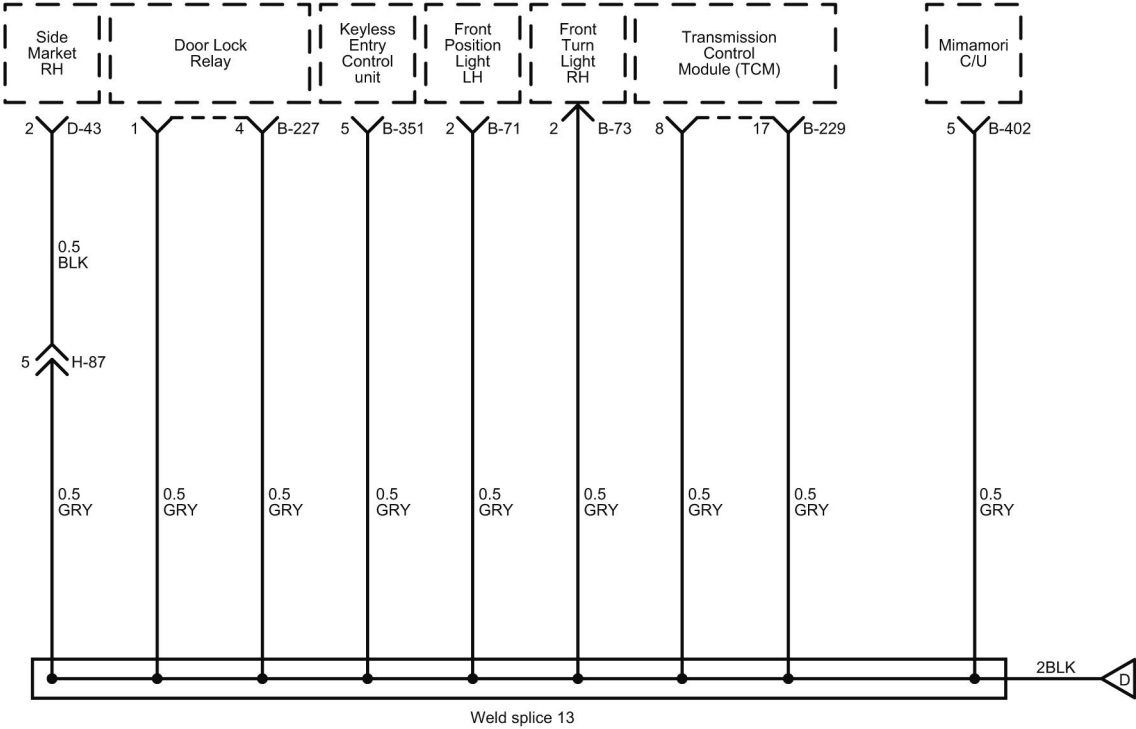 Side
Market
RH
Door Lock
Relay
Keyless
Entry
Control
unit
Front
Position
Light
LH
Front
Turn
Light
RH
Transmission
Control
Module (TCM)
Mimamori
C/U
2 D-43
1
4 B-227
5 B-351
2 B-71
2 B-73
8
17 B-229
5 B-402
0.5
BLK
5 H-87
0.5
GRY
0.5
GRY
0.5
GRY
0.5
GRY
0.5
GRY
0.5
GRY
0.5
GRY
0.5
GRY
0.5
GRY
2BLK
D
Weld splice 13